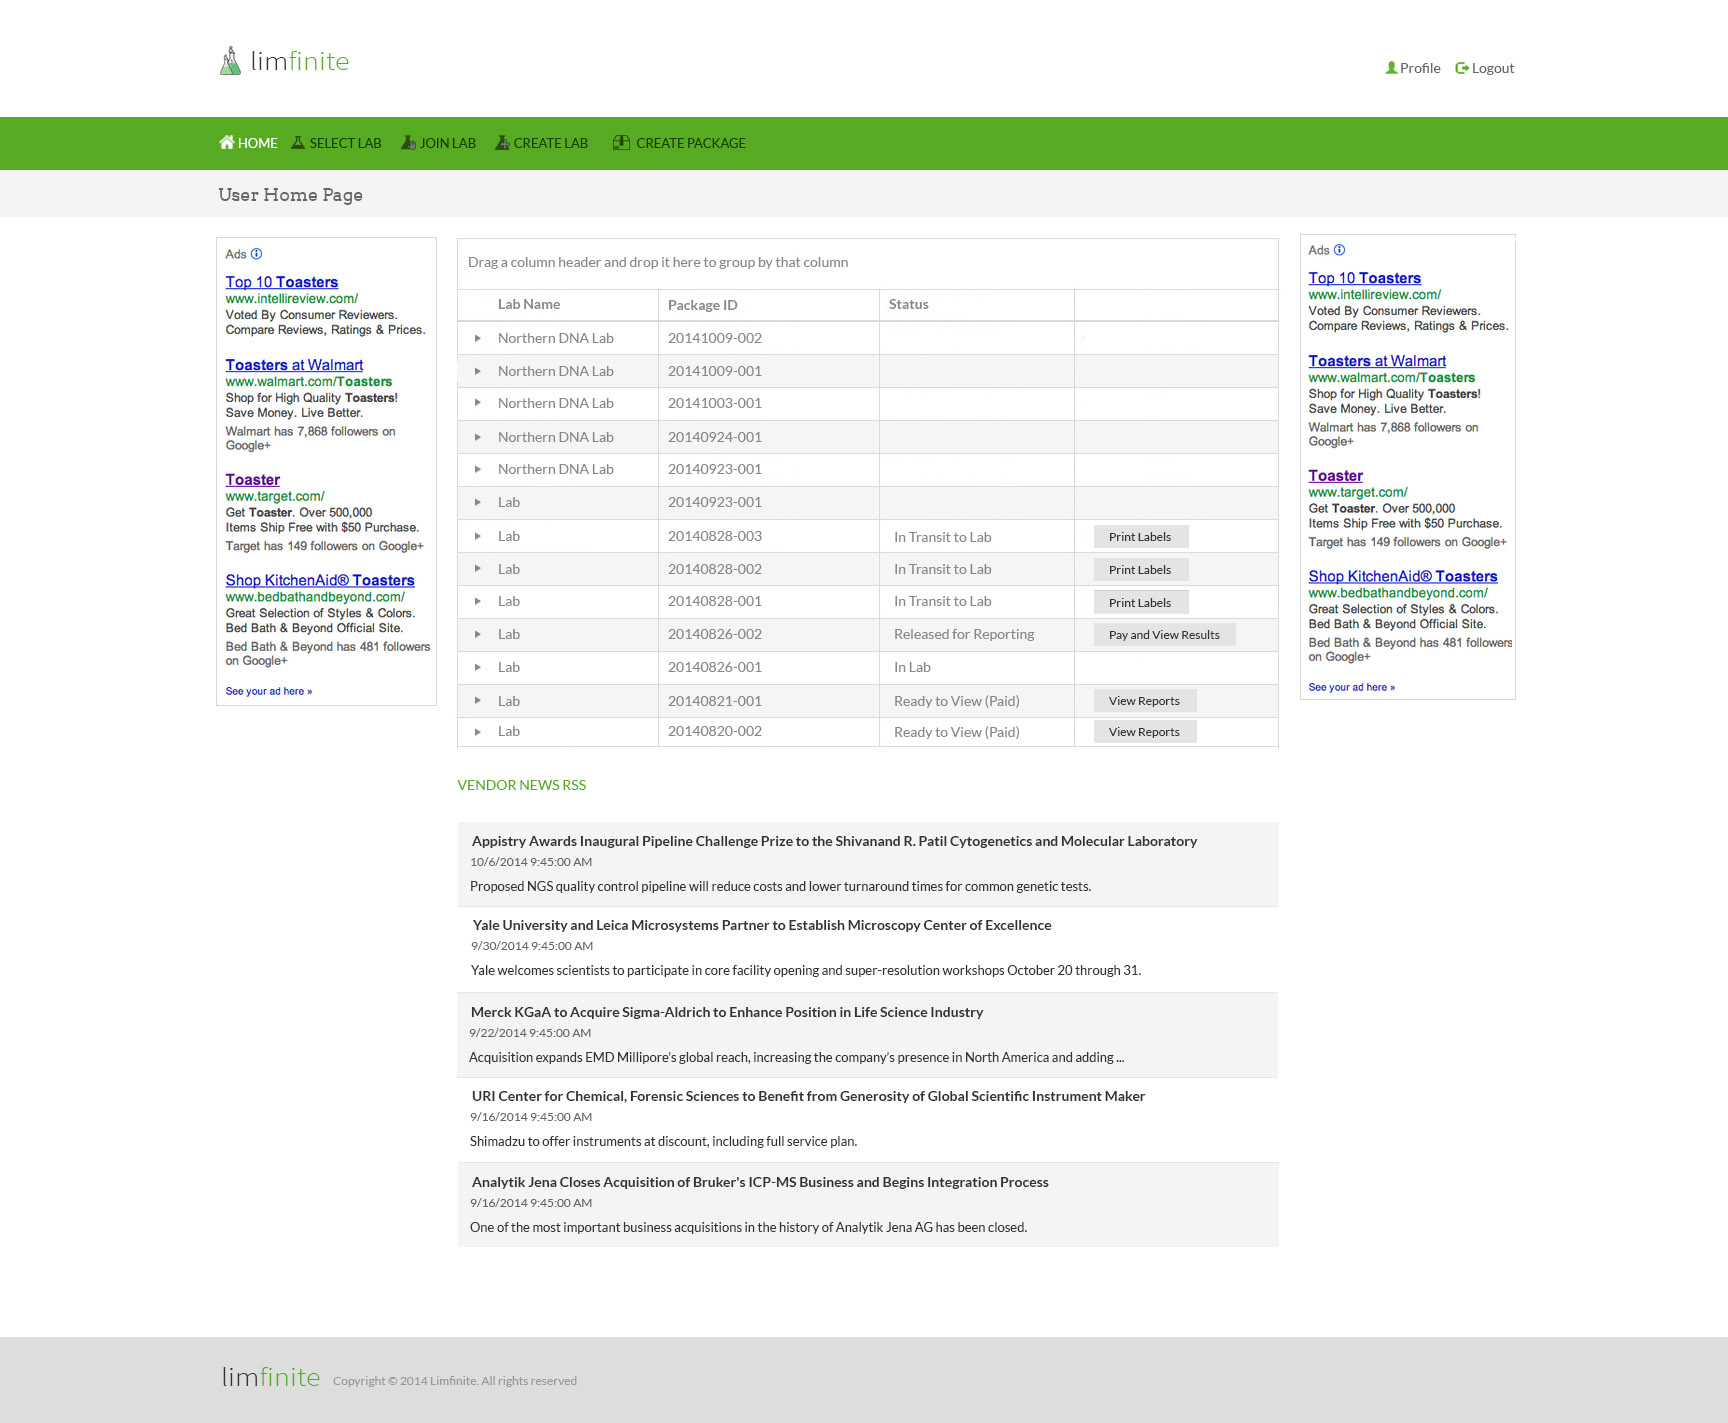 limfinite
Profile Logout
HOME SELECT LAB JOIN LAB CREATE LAB CREATE PACKAGE
User Home Page
Ads
Top 10 Toasters
www.intellireview.com/
Voted By Consumer Reviewers.
Compare Reviews, Ratings & Prices.
Toasters at Walmart
www.walmart.com/Toasters
Shop for High Quality Toasters!
Save Money. Live Better.
Walmart has 7,868 followers on
Google+
Toaster
www.target.com/
Get Toaster. Over 500,000
Items Ship Free with $50 Purchase.
Target has 149 followers on Google+
Shop KitchenAid® Toasters
www.bedbathandbeyond.com/
Great Selection of Styles & Colors.
Bed Bath & Beyond Official Site.
Bed Bath & Beyond has 481 followers
on Google+
See your ad here »
Drag a column header and drop it here to group by that column
Lab Name Package ID Status
Northern DNA Lab 20141009-002
Northern DNA Lab 20141009-001
Northern DNA Lab 20141003-001
Northern DNA Lab 20140924-001
Northern DNA Lab 20140923-001
Lab 20140923-001
Lab 20140828-003 In Transit to Lab Print Labels
Lab 20140828-002 In Transit to Lab Print Labels
Lab 20140828-001 In Transit to Lab Print Labels
Lab 20140826-002 Released for Reporting Pay and View Results
Lab 20140826-001 In Lab
Lab 20140821-001 Ready to View (Paid) View Reports
Lab 20140820-002 Ready to View (Paid) View Reports
Ads
Top 10 Toasters
www.intellireview.com/
Voted By Consumer Reviewers.
Compare Reviews, Ratings & Prices.
Toasters at Walmart
www.walmart.com/Toasters
Shop for High Quality Toasters!
Save Money. Live Better.
Walmart has 7,868 followers on
Google+
Toaster
www.target.com/
Get Toaster. Over 500,000
Items Ship Free with $50 Purchase.
Target has 149 followers on Google+
Shop KitchenAid® Toasters
www.bedbathandbeyond.com/
Great Selection of Styles & Colors.
Bed Bath & Beyond Official Site.
Bed Bath & Beyond has 481 followers
on Google+
See your ad here »
VENDOR NEWS RSS
Appistry Awards Inaugural Pipeline Challenge Prize to the Shivanand R. Patil Cytogenetics and Molecular Laboratory
10/6/2014 9:45:00 AM
Proposed NGS quality control pipeline will reduce costs and lower turnaround times for common genetic tests.
Yale University and Leica Microsystems Partner to Establish Microscopy Center of Excellence
9/30/2014 9:45:00 AM
Yale welcomes scientists to participate in core facility opening and super-resolution workshops October 20 through 31.
Merck KGaA to Acquire Sigma-Aldrich to Enhance Position in Life Science Industry
9/22/2014 9:45:00 AM
Acquisition expands EMD Millipore’s global reach, increasing the company’s presence in North America and adding ...
URI Center for Chemical, Forensic Sciences to Benefit from Generosity of Global Scientific Instrument Maker
9/16/2014 9:45:00 AM
Shimadzu to offer instruments at discount, including full service plan.
Analytik Jena Closes Acquisition of Bruker's ICP-MS Business and Begins Integration Process
9/16/2014 9:45:00 AM
One of the most important business acquisitions in the history of Analytik Jena AG has been closed.
limfinite Copyright © 2014 Limfinite. All rights reserved